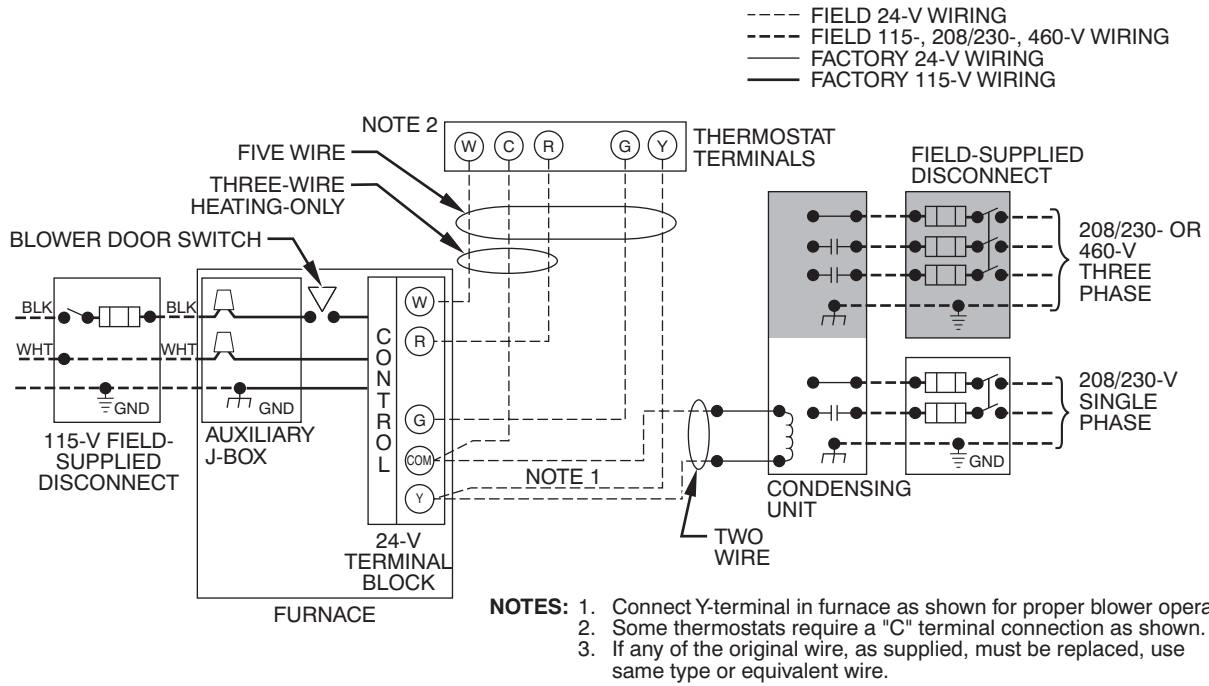 FIELD 24-V WIRING
FIELD 115-, 208/230-, 460-V WIRING
FACTORY 24-V WIRING
FACTORY 115-V WIRING
NOTE 2
W C R G Y
THERMOSTAT
TERMINALS
FIVE WIRE
THREE-WIRE
HEATING-ONLY
BLOWER DOOR SWITCH
FIELD-SUPPLIED
DISCONNECT
208/230- OR
460-V
THREE
PHASE
BLK
BLK
WHT
WHT
GND
GND
115-V FIELD-
SUPPLIED
DISCONNECT
AUXILIARY
J-BOX
CONTROL
W
R
G
COM
Y
24-V
TERMINAL
BLOCK
FURNACE
NOTE 1
TWO
WIRE
CONDENSING
UNIT
GND
208/230-V
SINGLE
PHASE
NOTES: 1. Connect Y-terminal in furnace as shown for proper blower opera
2. Some thermostats require a "C" terminal connection as shown.
3. If any of the original wire, as supplied, must be replaced, use
same type or equivalent wire.